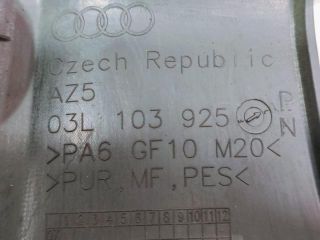 Czech Republic
AZ5
03L 103 925 P
N
>PA6 GF10 M20<
>PUR, MF, PES<
1 2 3 4 5 6 7 8 9 10 11 12